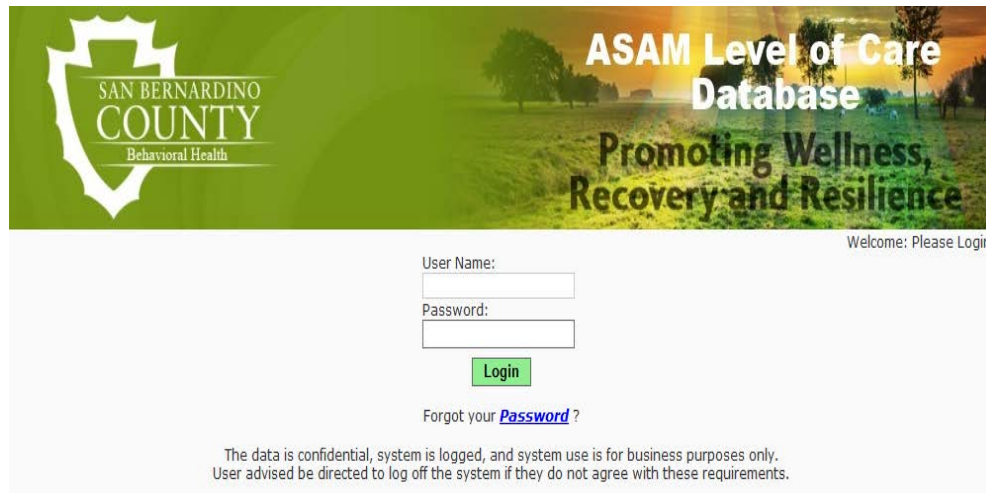 SAN BERNARDINO
COUNTY
Behavioral Health
ASAM Level of Care
Database
Promoting Wellness,
Recovery and Resilience
Welcome: Please Login
User Name:
Password:
Login
Forgot your Password ?
The data is confidential, system is logged, and system use is for business purposes only.
User advised be directed to log off the system if they do not agree with these requirements.